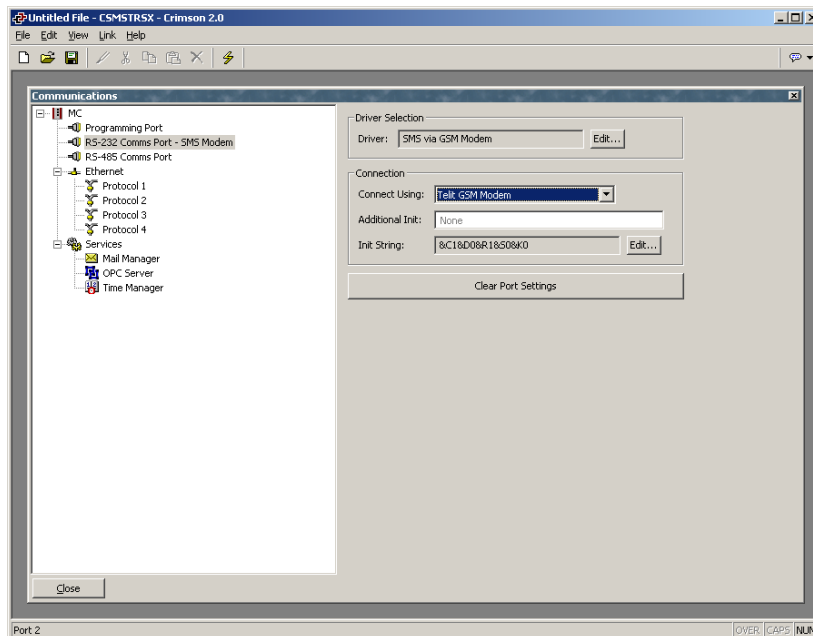 Untitled File - CSMSTRSX - Crimson 2.0
File Edit View Link Help
Communications
MC
Programming Port
RS-232 Comms Port - SMS Modem
RS-485 Comms Port
Ethernet
Protocol 1
Protocol 2
Protocol 3
Protocol 4
Services
Mail Manager
OPC Server
Time Manager
Driver Selection
Driver: SMS via GSM Modem Edit...
Connection
Connect Using: Telit GSM Modem
Additional Init: None
Init String: &C1&D0&R1&S0&K0 Edit...
Clear Port Settings
Close
Port 2 OVER CAPS NUM